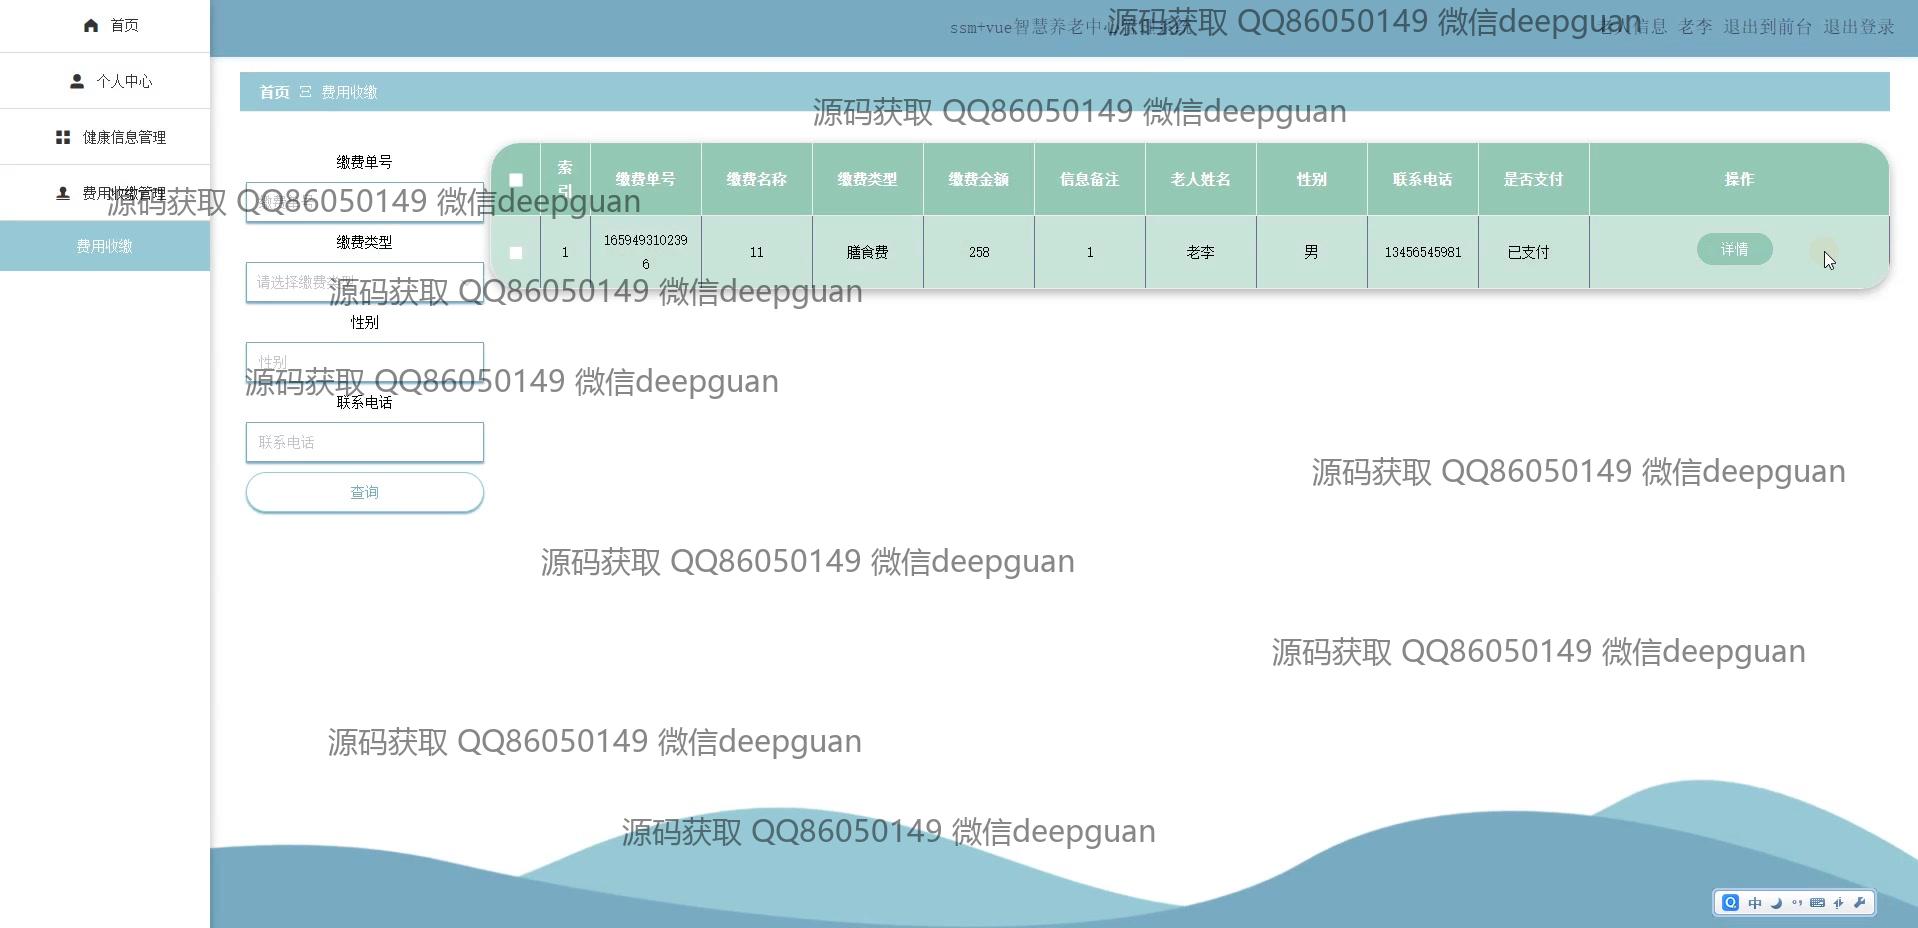 首页
个人中心
健康信息管理
费用收缴管理
费用收缴
ssm+vue智慧养老中心
老人信息 老李 退出到前台 退出登录
源码获取 QQ86050149 微信deepguan
首页 费用收缴
源码获取 QQ86050149 微信deepguan
缴费单号
源码获取 QQ86050149 微信deepguan
缴费类型
请选择缴费类型
源码获取 QQ86050149 微信deepguan
性别
性别
源码获取 QQ86050149 微信deepguan
联系电话
联系电话
查询
索引 缴费单号 缴费名称 缴费类型 缴费金额 信息备注 老人姓名 性别 联系电话 是否支付 操作
1 1659493102396 11 膳食费 258 1 老李 男 13456545981 已支付 详情
源码获取 QQ86050149 微信deepguan
源码获取 QQ86050149 微信deepguan
源码获取 QQ86050149 微信deepguan
源码获取 QQ86050149 微信deepguan
源码获取 QQ86050149 微信deepguan
中